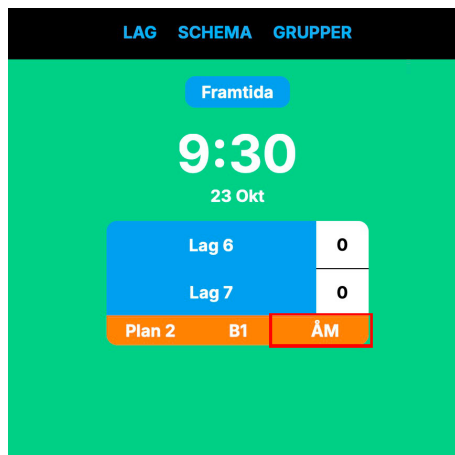 LAG SCHEMA GRUPPER
Framtida
9:30
23 Okt
Lag 6 0
Lag 7 0
Plan 2 B1 ÅM